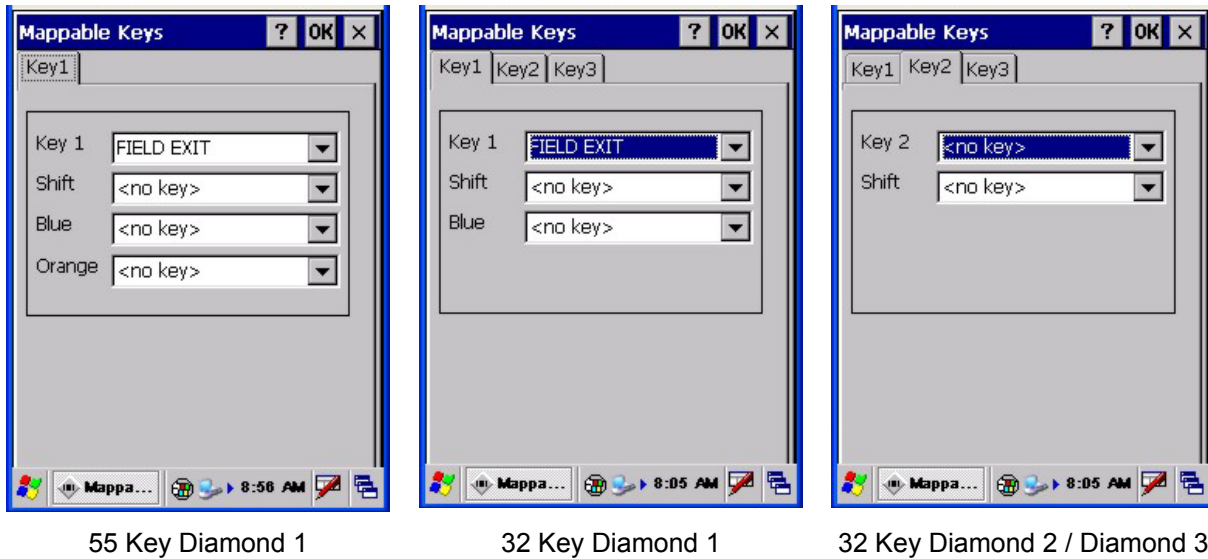 Mappable Keys ? OK ×
Key1
Key 1 FIELD EXIT
Shift <no key>
Blue <no key>
Orange <no key>
Mappa... 8:56 AM
55 Key Diamond 1
Mappable Keys ? OK ×
Key1 Key2 Key3
Key 1 FIELD EXIT
Shift <no key>
Blue <no key>
Mappa... 8:05 AM
32 Key Diamond 1
Mappable Keys ? OK ×
Key1 Key2 Key3
Key 2 <no key>
Shift <no key>
Mappa... 8:05 AM
32 Key Diamond 2 / Diamond 3